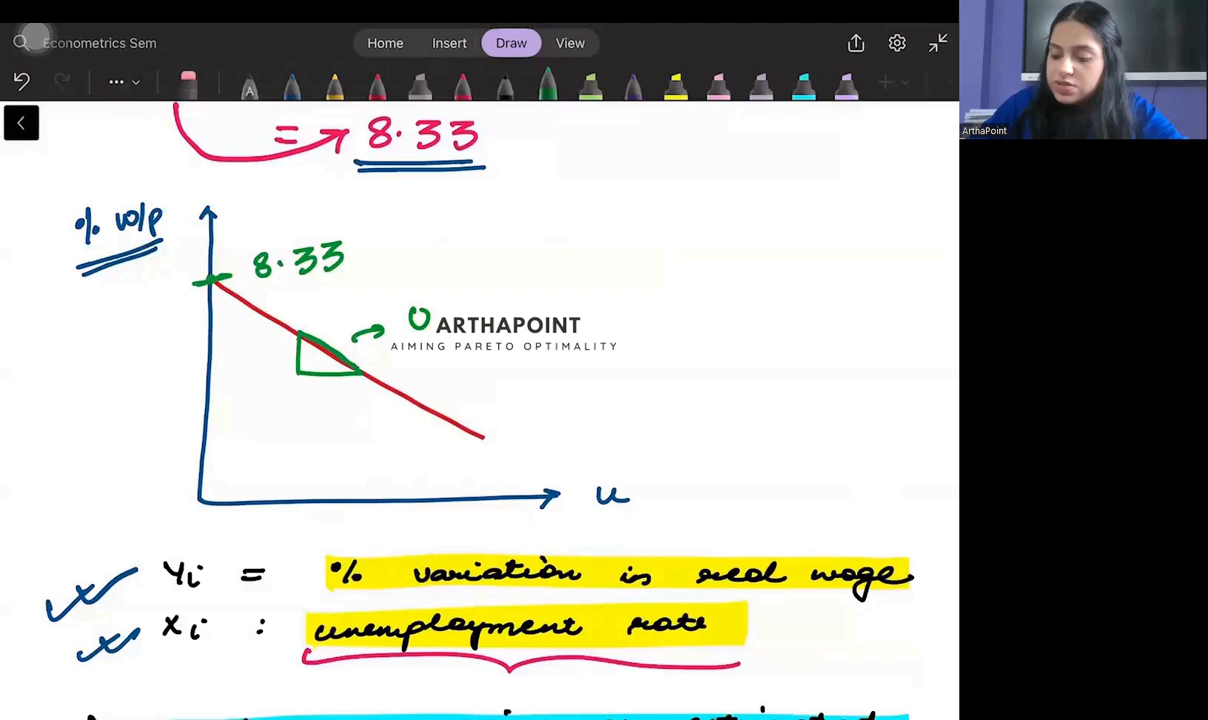 Econometrics Sem
Home Insert Draw View
A
ArthaPoint
= → 8.33
% w/p
8.33
0
ARTHAPOINT
AIMING PARETO OPTIMALITY
u
Yi = % variation in real wage
Xi : unemployment rate